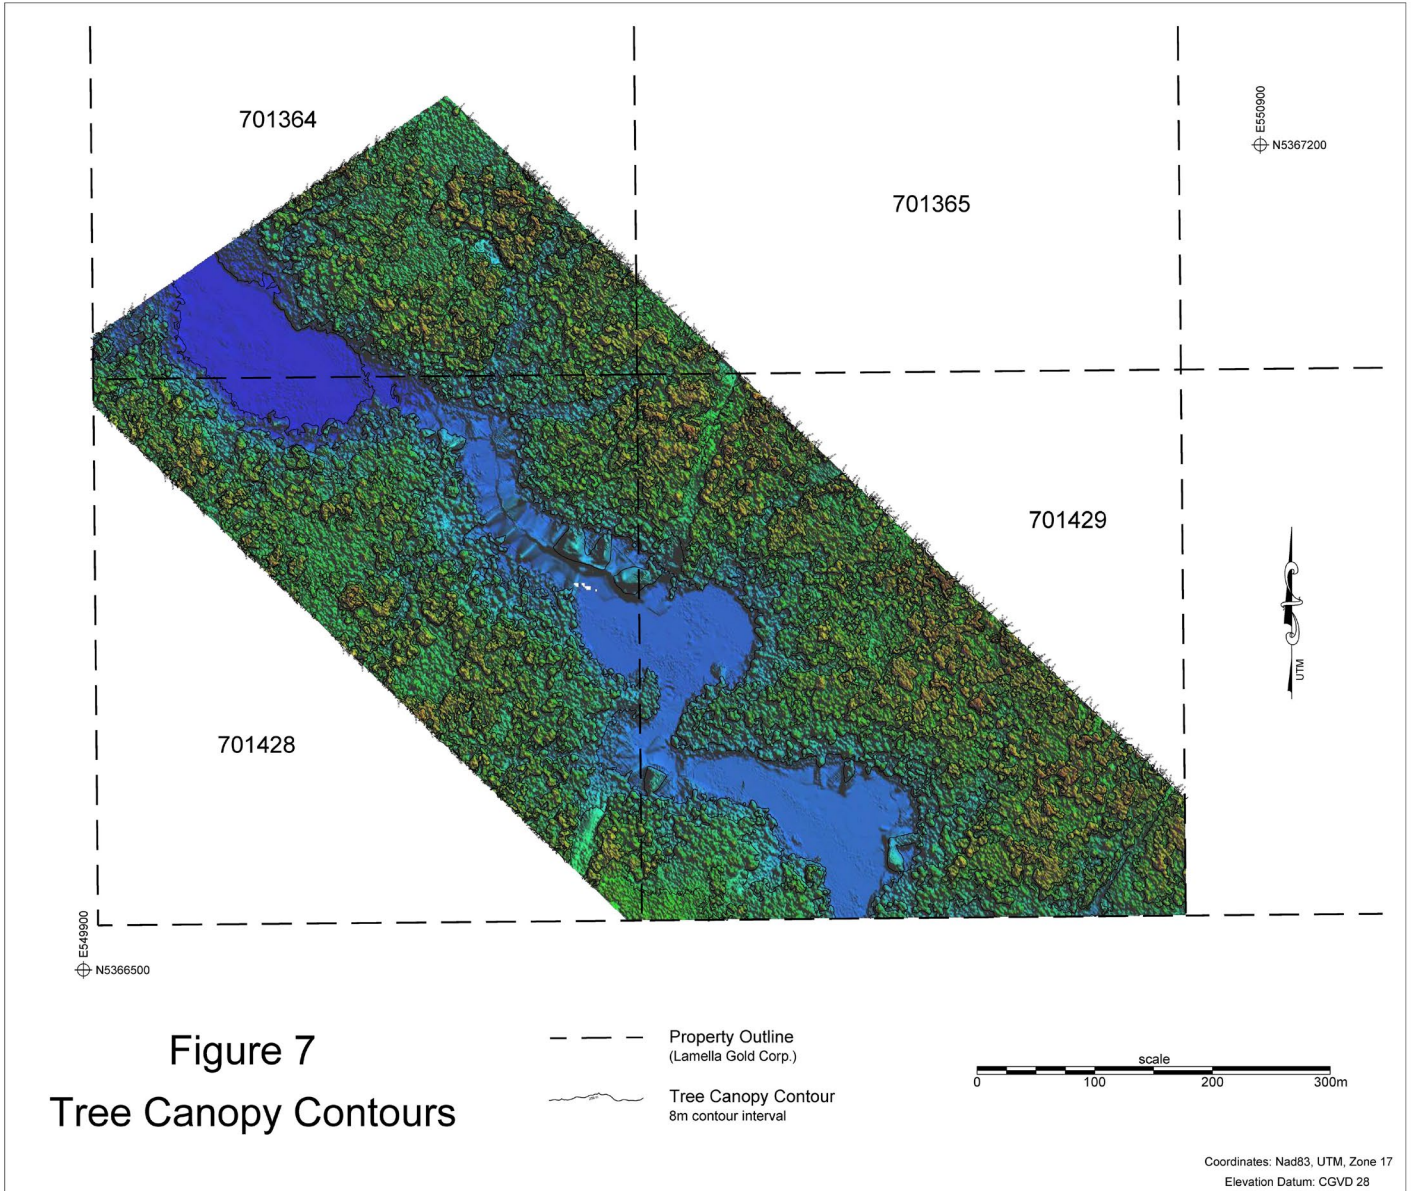 701364
E550900
N5367200
701365
701429
UTM
701428
E549900
N5366500
Figure 7
Tree Canopy Contours
Property Outline
(Lamella Gold Corp.)
Tree Canopy Contour
8m contour interval
scale
0 100 200 300m
Coordinates: Nad83, UTM, Zone 17
Elevation Datum: CGVD 28